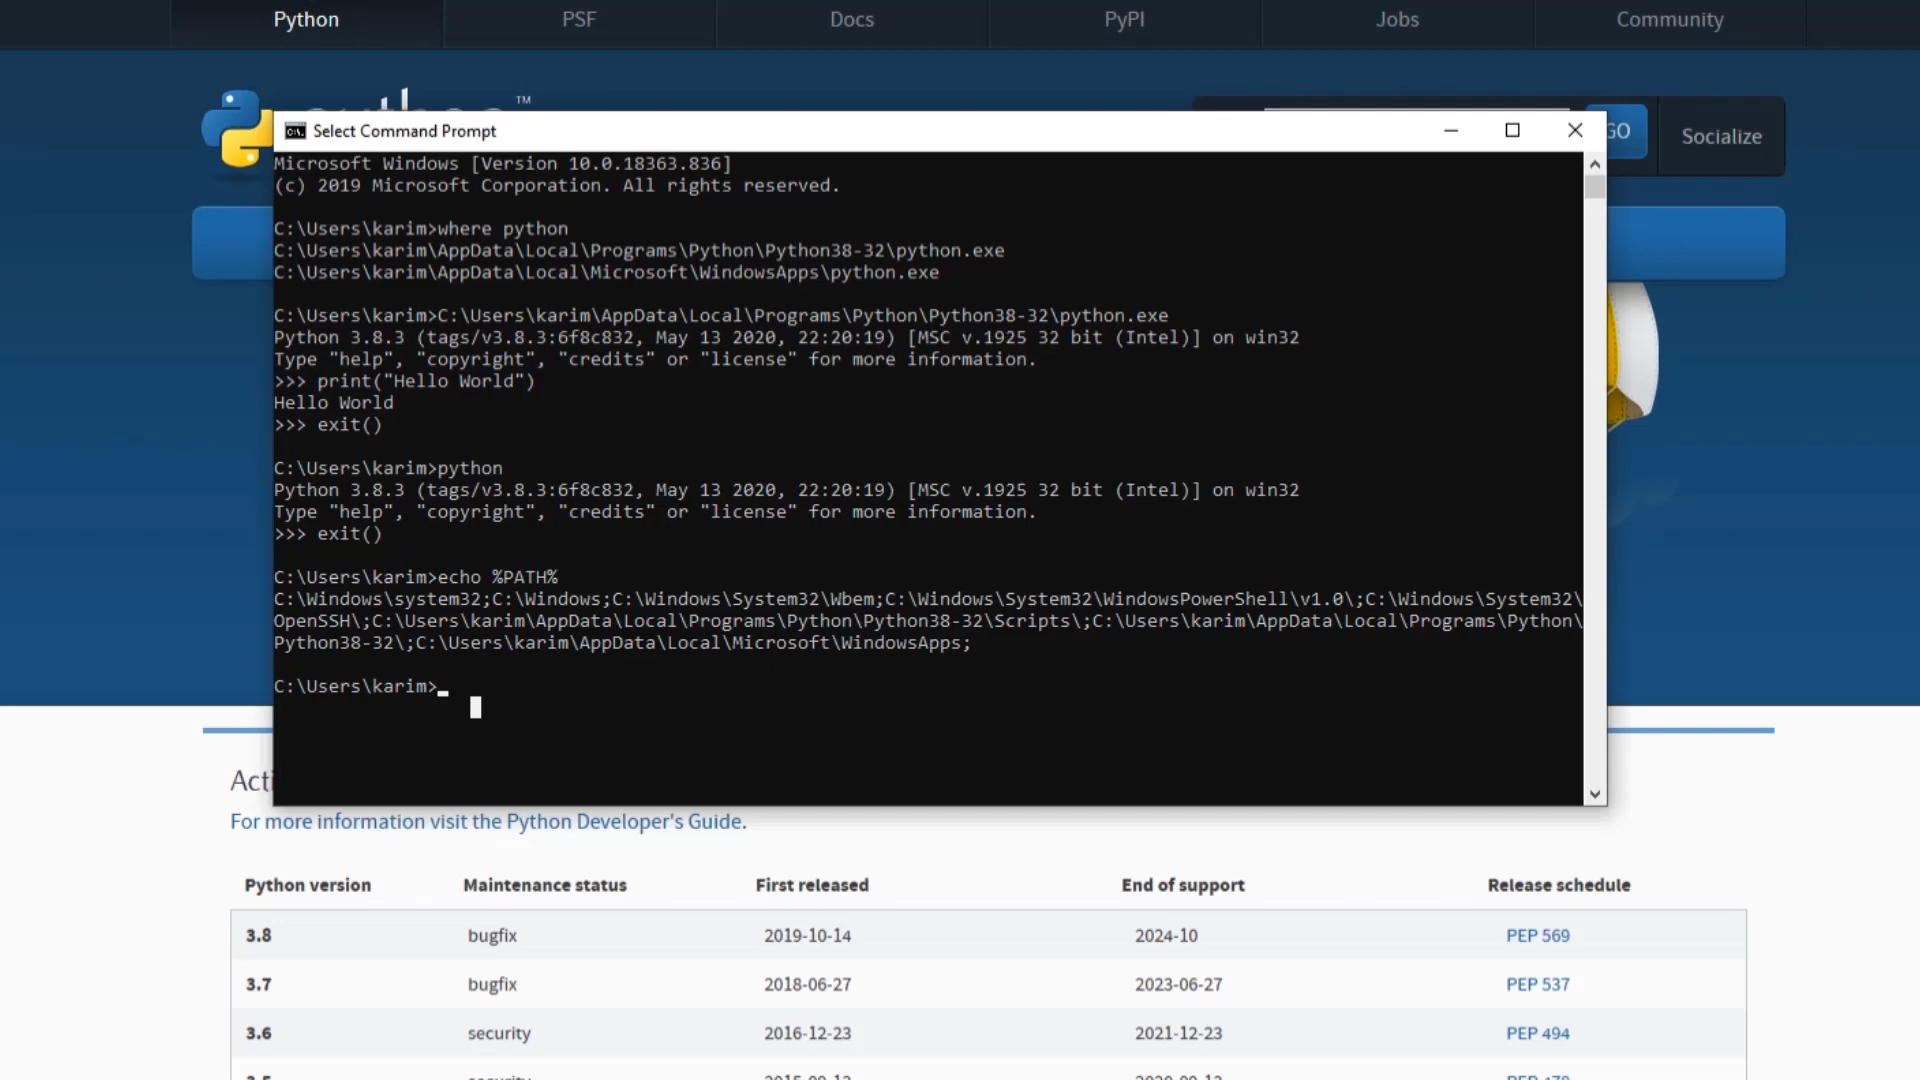 Python PSF Docs PyPI Jobs Community
TM
GO Socialize
Select Command Prompt
Microsoft Windows [Version 10.0.18363.836]
(c) 2019 Microsoft Corporation. All rights reserved.
C:\Users\karim>where python
C:\Users\karim\AppData\Local\Programs\Python\Python38-32\python.exe
C:\Users\karim\AppData\Local\Microsoft\WindowsApps\python.exe
C:\Users\karim>C:\Users\karim\AppData\Local\Programs\Python\Python38-32\python.exe
Python 3.8.3 (tags/v3.8.3:6f8c832, May 13 2020, 22:20:19) [MSC v.1925 32 bit (Intel)] on win32
Type "help", "copyright", "credits" or "license" for more information.
>>> print("Hello World")
Hello World
>>> exit()
C:\Users\karim>python
Python 3.8.3 (tags/v3.8.3:6f8c832, May 13 2020, 22:20:19) [MSC v.1925 32 bit (Intel)] on win32
Type "help", "copyright", "credits" or "license" for more information.
>>> exit()
C:\Users\karim>echo %PATH%
C:\Windows\system32;C:\Windows;C:\Windows\System32\Wbem;C:\Windows\System32\WindowsPowerShell\v1.0\;C:\Windows\System32\
OpenSSH\;C:\Users\karim\AppData\Local\Programs\Python\Python38-32\Scripts\;C:\Users\karim\AppData\Local\Programs\Python\
Python38-32\;C:\Users\karim\AppData\Local\Microsoft\WindowsApps;
C:\Users\karim>
Acti
For more information visit the Python Developer's Guide.
Python version Maintenance status First released End of support Release schedule
3.8 bugfix 2019-10-14 2024-10 PEP 569
3.7 bugfix 2018-06-27 2023-06-27 PEP 537
3.6 security 2016-12-23 2021-12-23 PEP 494